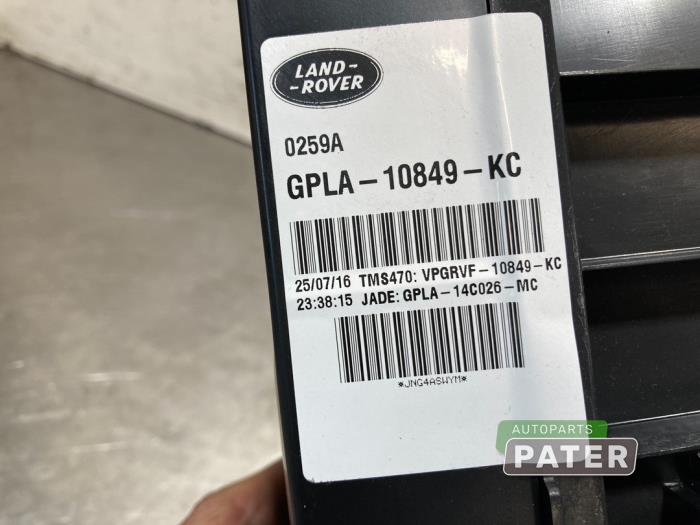 LAND-
-ROVER
0259A
GPLA-10849-KC
25/07/16 TMS470: VPGRVF-10849-KC
23:38:15 JADE: GPLA-14C026-MC
*JNG4ASWYM*
AUTOPARTS
PATER